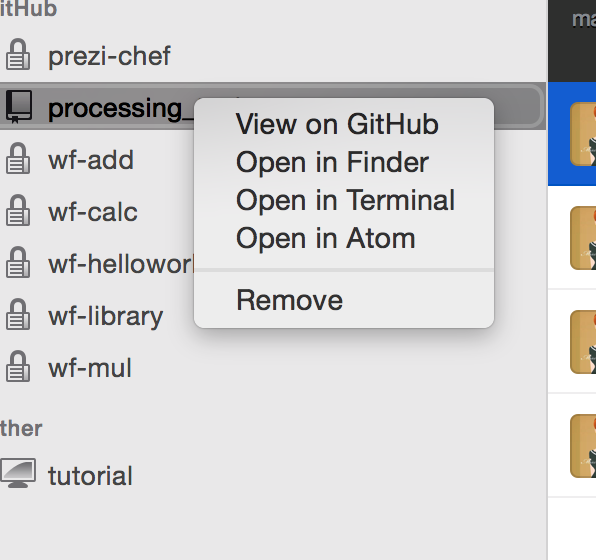 itHub
ma
prezi-chef
processing_
View on GitHub
Open in Finder
Open in Terminal
Open in Atom
Remove
wf-add
wf-calc
wf-hellowor
wf-library
wf-mul
ther
tutorial